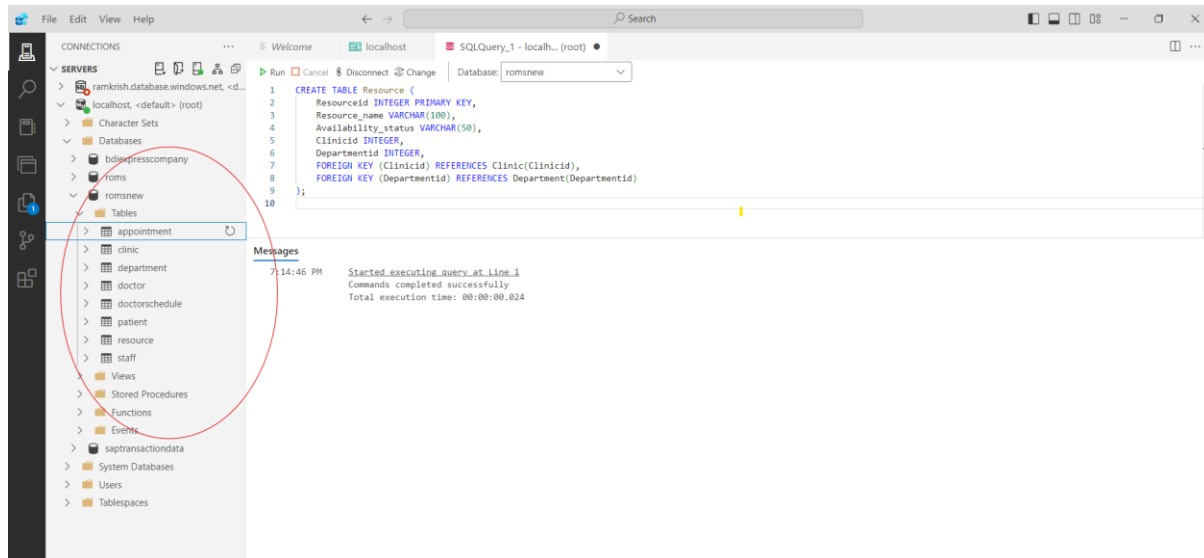 File Edit View Help
Search
CONNECTIONS ...
Welcome
localhost
SQLQuery_1 - localh... (root)
SERVERS
ramkrish.database.windows.net, <d...
localhost, <default> (root)
Character Sets
Databases
bdiexpresscompany
roms
romsnew
Tables
appointment
clinic
department
doctor
doctorschedule
patient
resource
staff
Views
Stored Procedures
Functions
Events
saptransactiondata
System Databases
Users
Tablespaces
1
Run Cancel Disconnect Change Database: romsnew
1 CREATE TABLE Resource (
2 Resourceid INTEGER PRIMARY KEY,
3 Resource_name VARCHAR(100),
4 Availability_status VARCHAR(50),
5 Clinicid INTEGER,
6 Departmentid INTEGER,
7 FOREIGN KEY (Clinicid) REFERENCES Clinic(Clinicid),
8 FOREIGN KEY (Departmentid) REFERENCES Department(Departmentid)
9 );
10
Messages
7:14:46 PM Started executing query at Line 1
Commands completed successfully
Total execution time: 00:00:00.024